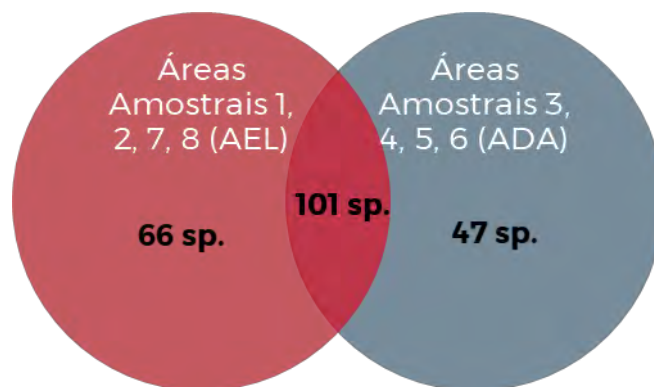 Áreas
Amostrais 1,
2, 7, 8 (AEL)
Áreas
Amostrais 3,
4, 5, 6 (ADA)
66 sp.
101 sp.
47 sp.